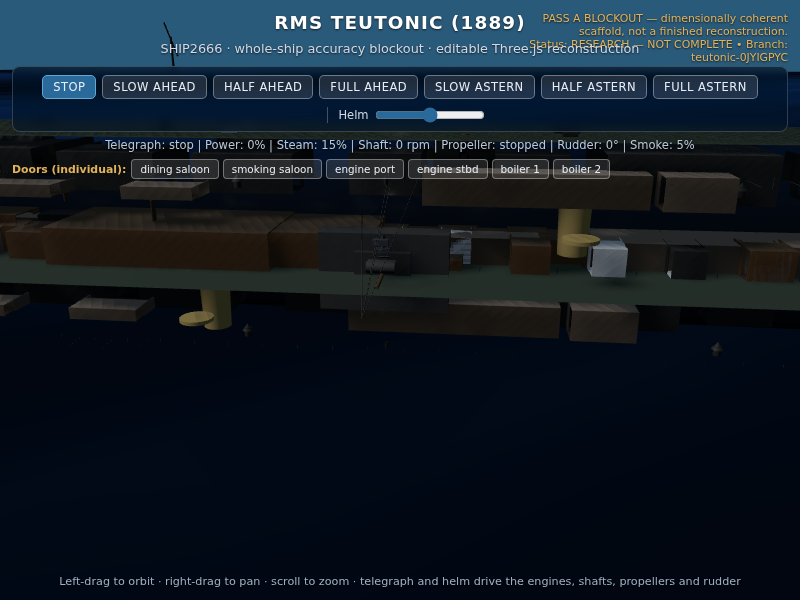 RMS TEUTONIC (1889)
SHIP2666 · whole-ship accuracy blockout · editable Three.js reconstruction
PASS A BLOCKOUT — dimensionally coherent
scaffold, not a finished reconstruction.
Status: RESEARCH — NOT COMPLETE • Branch:
teutonic-0JYIGPYC
STOP
SLOW AHEAD
HALF AHEAD
FULL AHEAD
SLOW ASTERN
HALF ASTERN
FULL ASTERN
Helm
Telegraph: stop | Power: 0% | Steam: 15% | Shaft: 0 rpm | Propeller: stopped | Rudder: 0° | Smoke: 5%
Doors (individual):
dining saloon
smoking saloon
engine port
engine stbd
boiler 1
boiler 2
Left-drag to orbit · right-drag to pan · scroll to zoom · telegraph and helm drive the engines, shafts, propellers and rudder